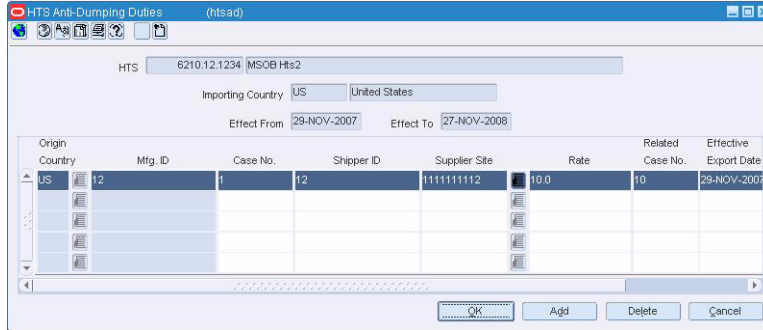 HTS Anti-Dumping Duties (htsad)
HTS 6210.12.1234 MSOB Hts2
Importing Country US United States
Effect From 29-NOV-2007 Effect To 27-NOV-2008
Origin Related Effective
Country Mfg. ID Case No. Shipper ID Supplier Site Rate Case No. Export Date
US 12 1 12 1111111112 10.0 10 29-NOV-2007
OK Add Delete Cancel